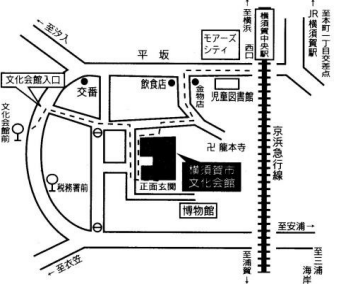 ←至汐入
平坂
モアーズ
シティ
←至横浜
西口
横須賀中央駅
至本町二丁目交差点
JR横須賀駅
文化会館入口
交番
飲食店
金物店
児童図書館
文化会館前
卍龍本寺
京浜急行線
税務署前
横須賀市
文化会館
正面玄関
博物館
至安浦→
←至衣笠
至浦賀→
至三浦海岸